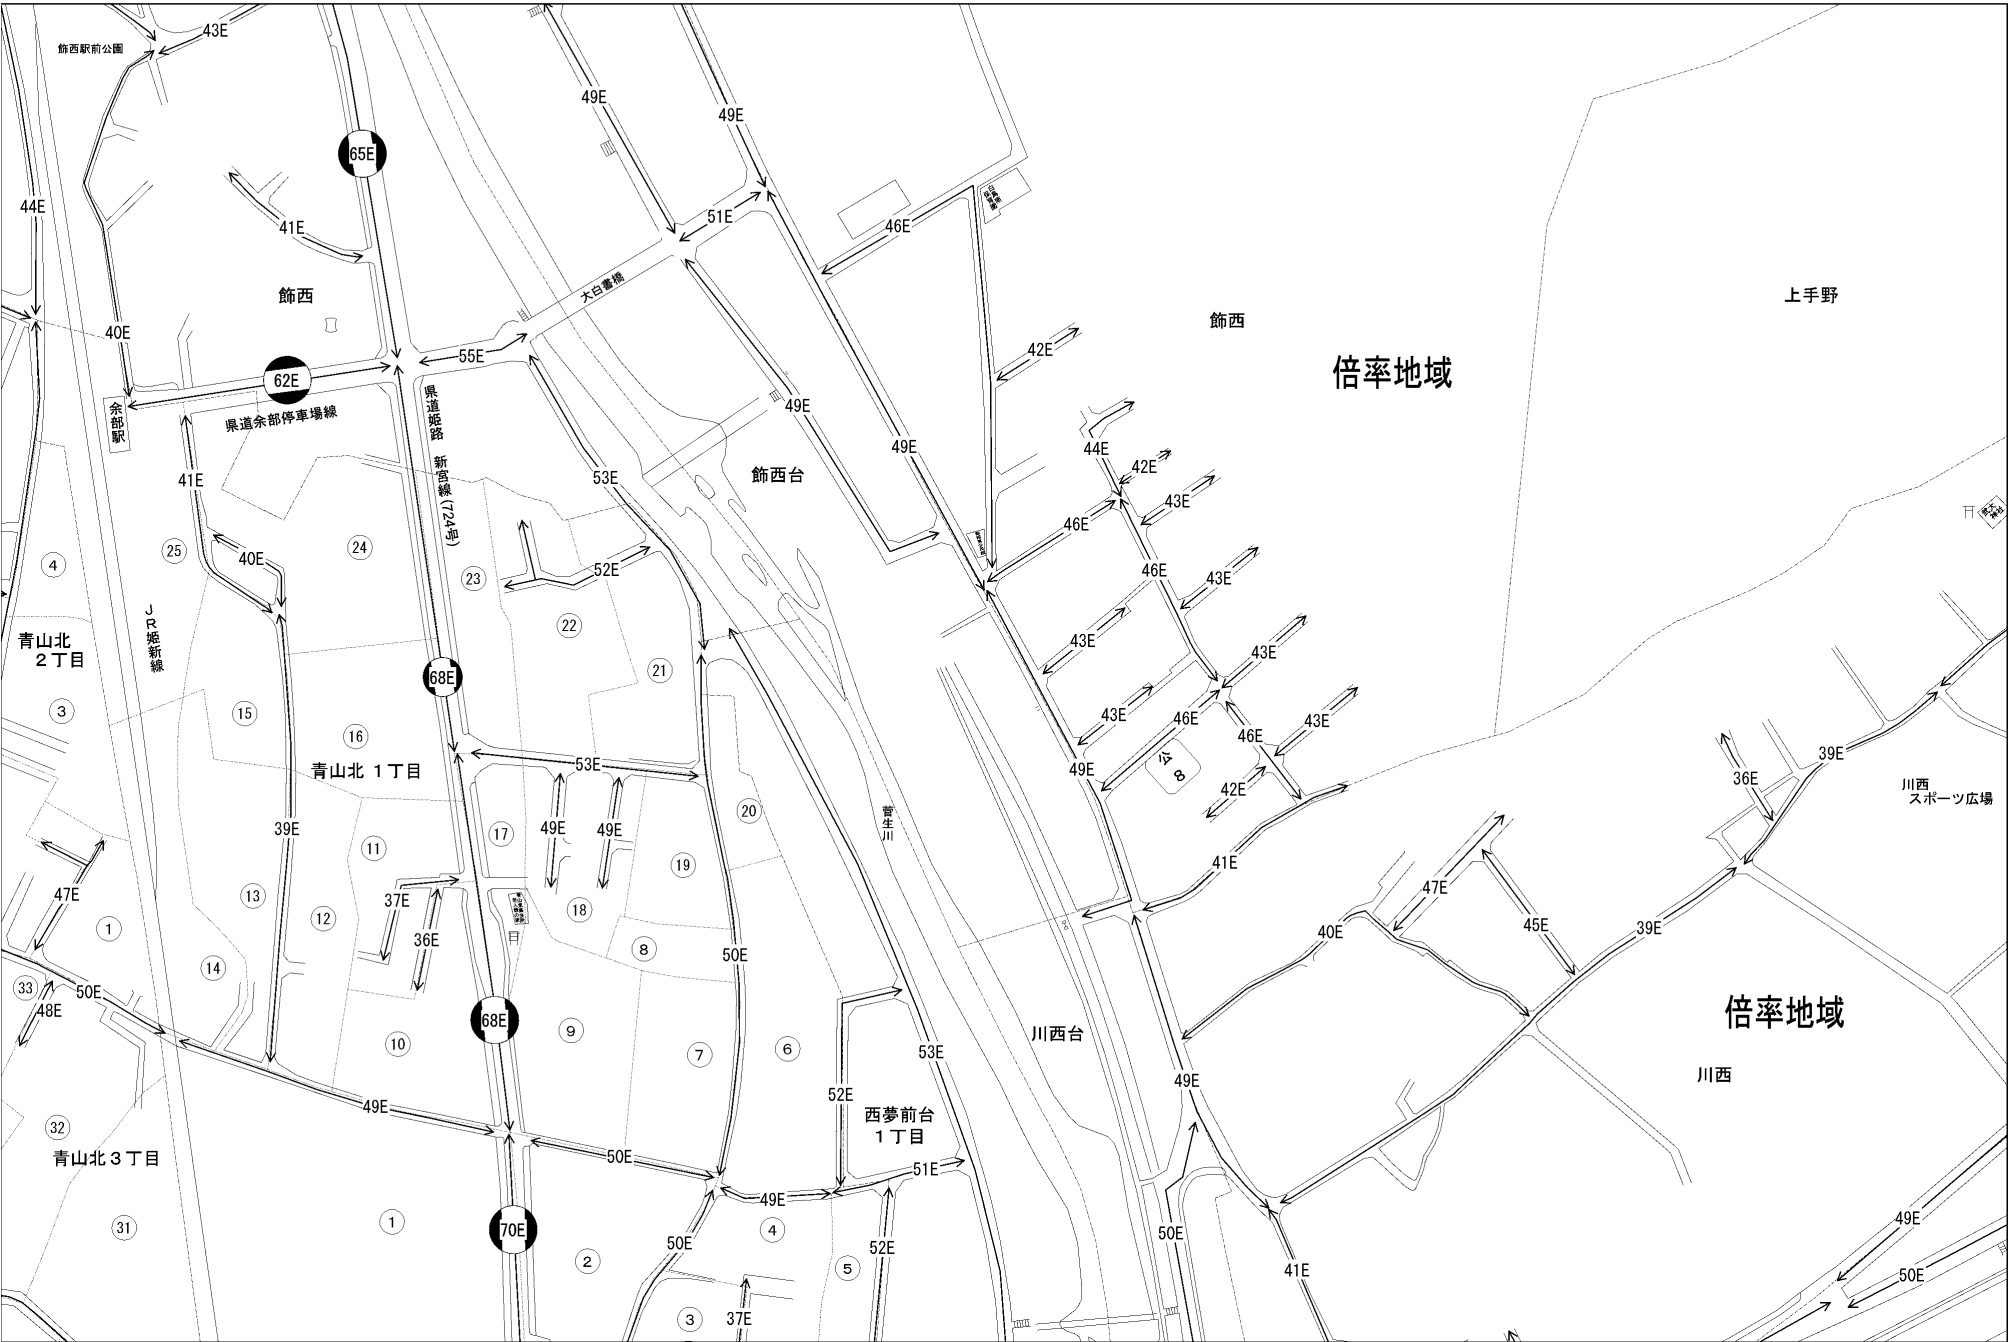 43E
飾西駅前公園
49E
49E
65E
44E
51E
41E
46E
大白書橋
飾西
上手野
飾西
40E
42E
倍率地域
55E
62E
県道余部停車場線
余部駅
県道姫路新宮線(724号)
49E
44E
49E
42E
飾西台
53E
41E
43E
46E
25
24
40E
4
23
52E
46E
43E
22
JR姫新線
青山北
2丁目
43E
43E
21
68E
3
15
43E
46E
43E
16
46E
青山北 1丁目
53E
49E
公
8
39E
36E
42E
川西
スポーツ広場
20
菅生川
39E
49E
49E
17
11
19
41E
47E
13
37E
47E
12
18
45E
1
36E
40E
39E
8
14
50E
33
50E
48E
68E
9
倍率地域
川西台
10
7
6
53E
川西
49E
52E
49E
西夢前台
1丁目
32
青山北3丁目
50E
51E
49E
31
1
70E
4
50E
50E
49E
52E
2
5
41E
50E
3
37E